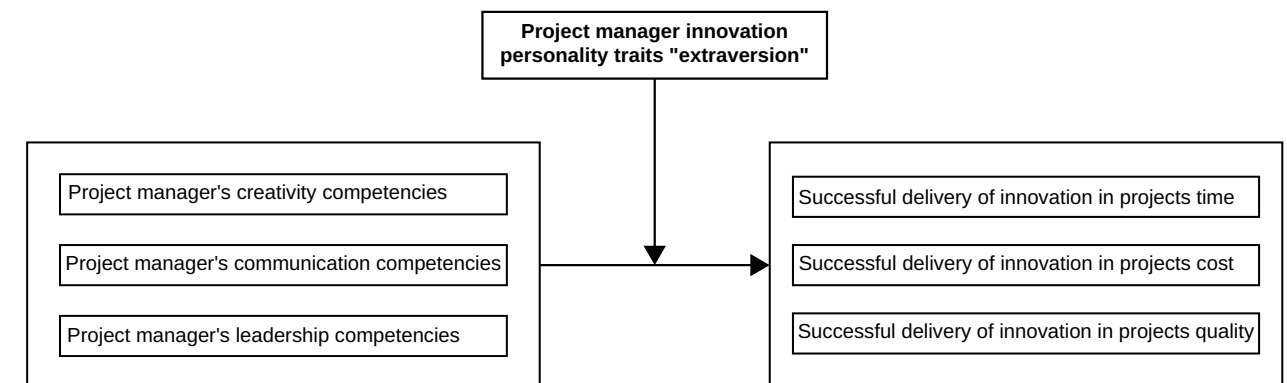 Project manager innovation
personality traits "extraversion"
Project manager's creativity competencies
Project manager's communication competencies
Project manager's leadership competencies
Successful delivery of innovation in projects time
Successful delivery of innovation in projects cost
Successful delivery of innovation in projects quality